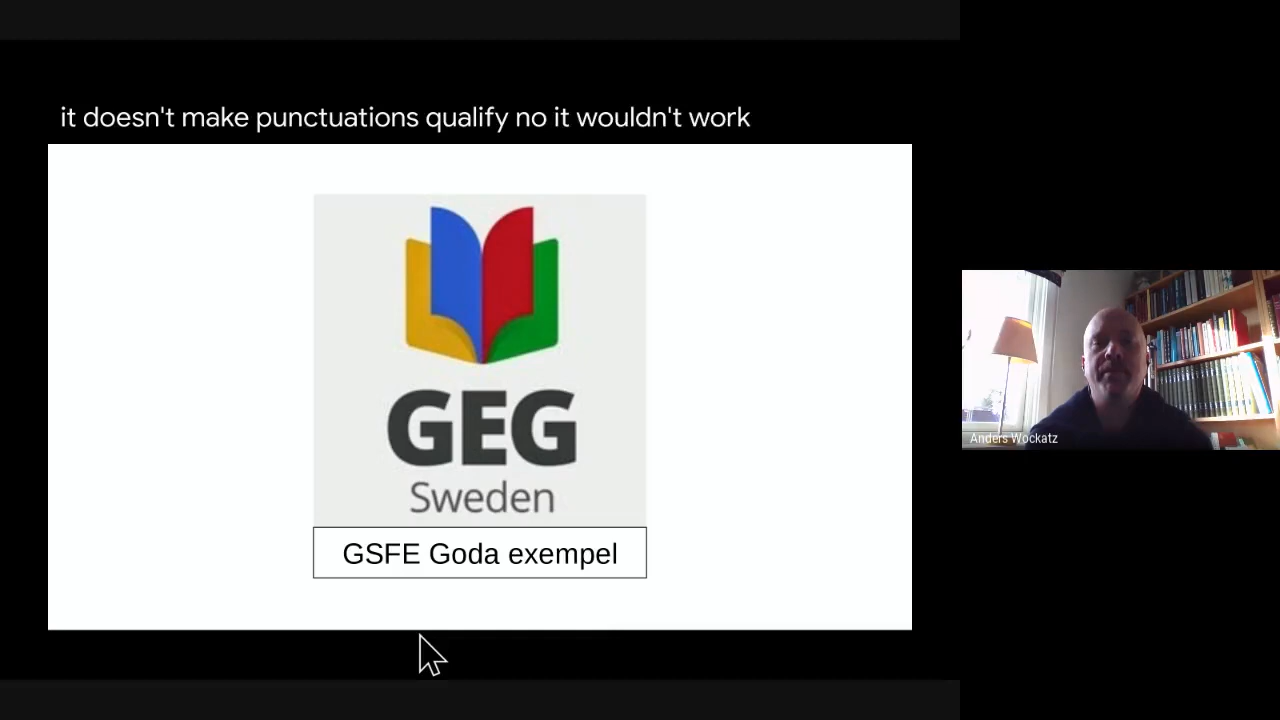 it doesn't make punctuations qualify no it wouldn't work
GEG
Sweden
GSFE Goda exempel
Anders Wockatz